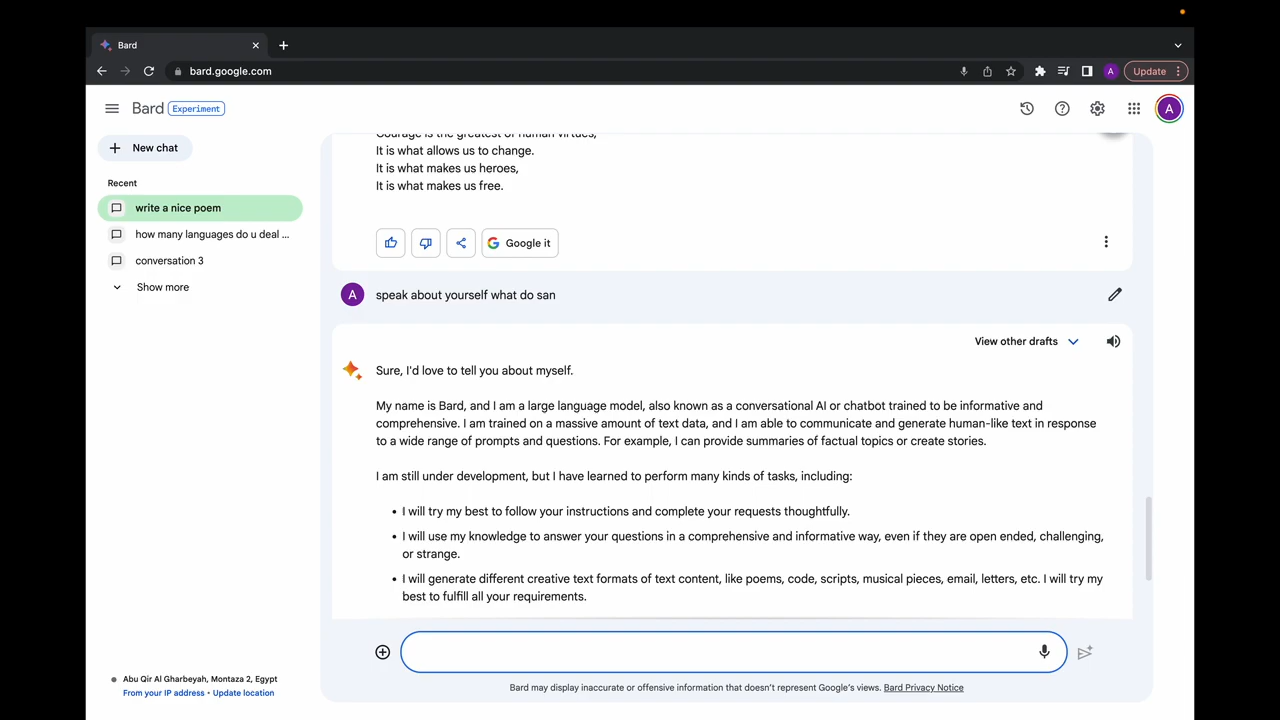 Bard
bard.google.com
A
Update
Bard Experiment
A
New chat
Recent
write a nice poem
how many languages do u deal ...
conversation 3
Show more
Courage is the greatest of human virtues,
It is what allows us to change.
It is what makes us heroes,
It is what makes us free.
Google it
A
speak about yourself what do san
View other drafts
Sure, I'd love to tell you about myself.
My name is Bard, and I am a large language model, also known as a conversational AI or chatbot trained to be informative and
comprehensive. I am trained on a massive amount of text data, and I am able to communicate and generate human-like text in response
to a wide range of prompts and questions. For example, I can provide summaries of factual topics or create stories.
I am still under development, but I have learned to perform many kinds of tasks, including:
• I will try my best to follow your instructions and complete your requests thoughtfully.
• I will use my knowledge to answer your questions in a comprehensive and informative way, even if they are open ended, challenging,
or strange.
• I will generate different creative text formats of text content, like poems, code, scripts, musical pieces, email, letters, etc. I will try my
best to fulfill all your requirements.
Abu Qir Al Gharbeyah, Montaza 2, Egypt
From your IP address • Update location
Bard may display inaccurate or offensive information that doesn't represent Google's views. Bard Privacy Notice